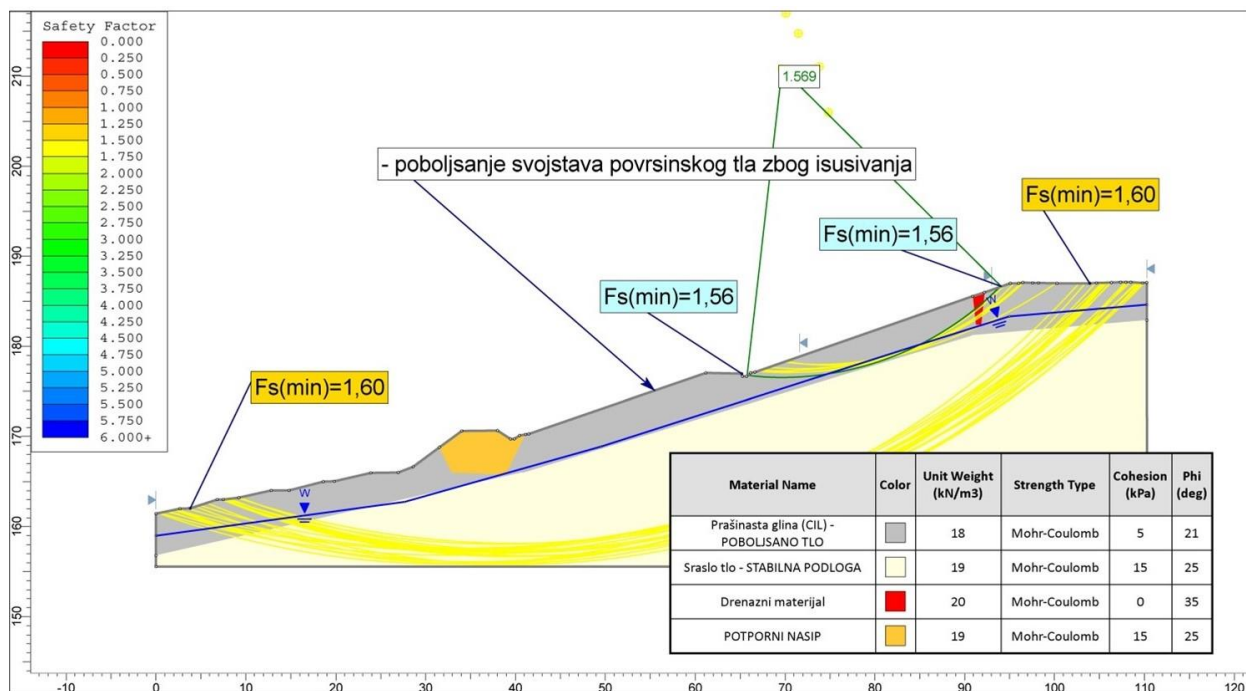 Safety Factor
0.000
0.250
0.500
0.750
1.000
1.250
1.500
1.750
2.000
2.250
2.500
2.750
3.000
3.250
3.500
3.750
4.000
4.250
4.500
4.750
5.000
5.250
5.500
5.750
6.000+
1.569
- poboljsanje svojstava povrsinskog tla zbog isusivanja
Fs(min)=1,60
Fs(min)=1,56
Fs(min)=1,56
Fs(min)=1,60
W
W
Material Name Color Unit Weight (kN/m3) Strength Type Cohesion (kPa) Phi (deg)
Prašinasta glina (CIL) - POBOLJSANO TLO 18 Mohr-Coulomb 5 21
Sraslo tlo - STABILNA PODLOGA 19 Mohr-Coulomb 15 25
Drenazni materijal 20 Mohr-Coulomb 0 35
POTPORNI NASIP 19 Mohr-Coulomb 15 25
210
200
190
180
170
160
150
-10 0 10 20 30 40 50 60 70 80 90 100 110 120